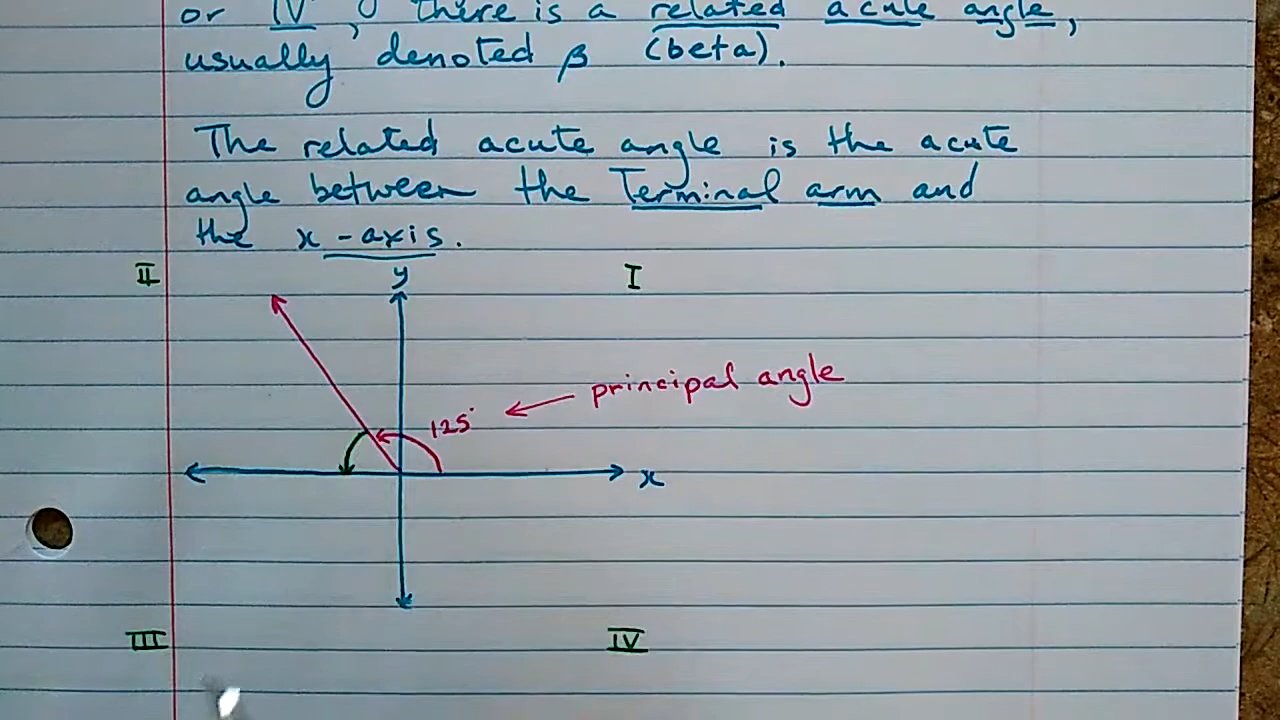 or IV, there is a related acute angle,
usually denoted β (beta).
The related acute angle is the acute
angle between the Terminal arm and
the x-axis.
II
y
I
principal angle
125°
x
III
IV